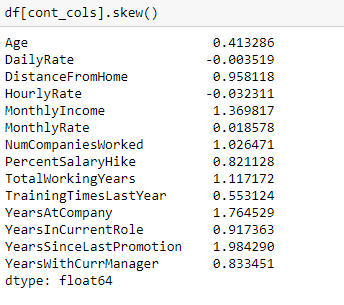 df[cont_cols].skew()
Age 0.413286
DailyRate -0.003519
DistanceFromHome 0.958118
HourlyRate -0.032311
MonthlyIncome 1.369817
MonthlyRate 0.018578
NumCompaniesWorked 1.026471
PercentSalaryHike 0.821128
TotalWorkingYears 1.117172
TrainingTimesLastYear 0.553124
YearsAtCompany 1.764529
YearsInCurrentRole 0.917363
YearsSinceLastPromotion 1.984290
YearsWithCurrManager 0.833451
dtype: float64